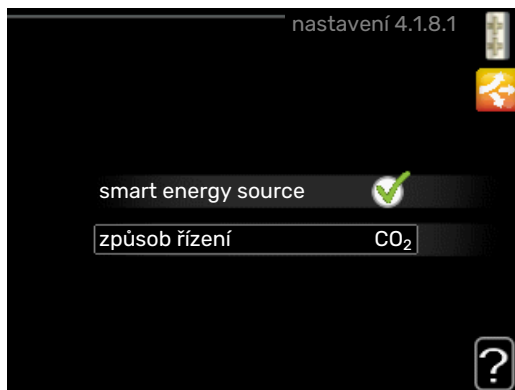 nastavení 4.1.8.1
smart energy source
způsob řízení CO₂
?